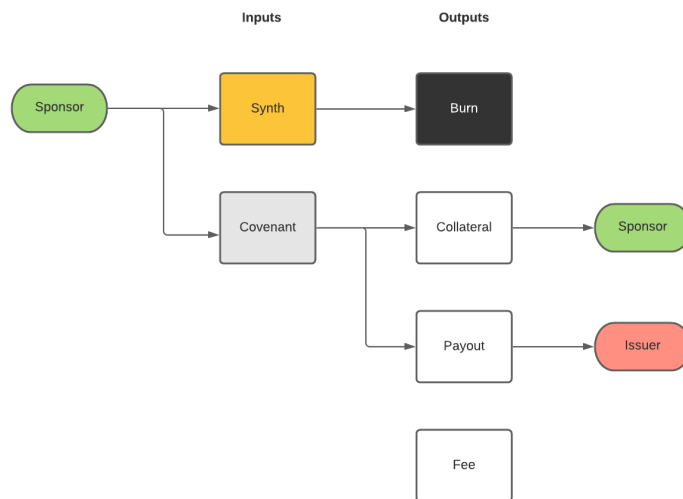 Inputs
Outputs
Sponsor
Synth
Burn
Covenant
Collateral
Sponsor
Payout
Issuer
Fee